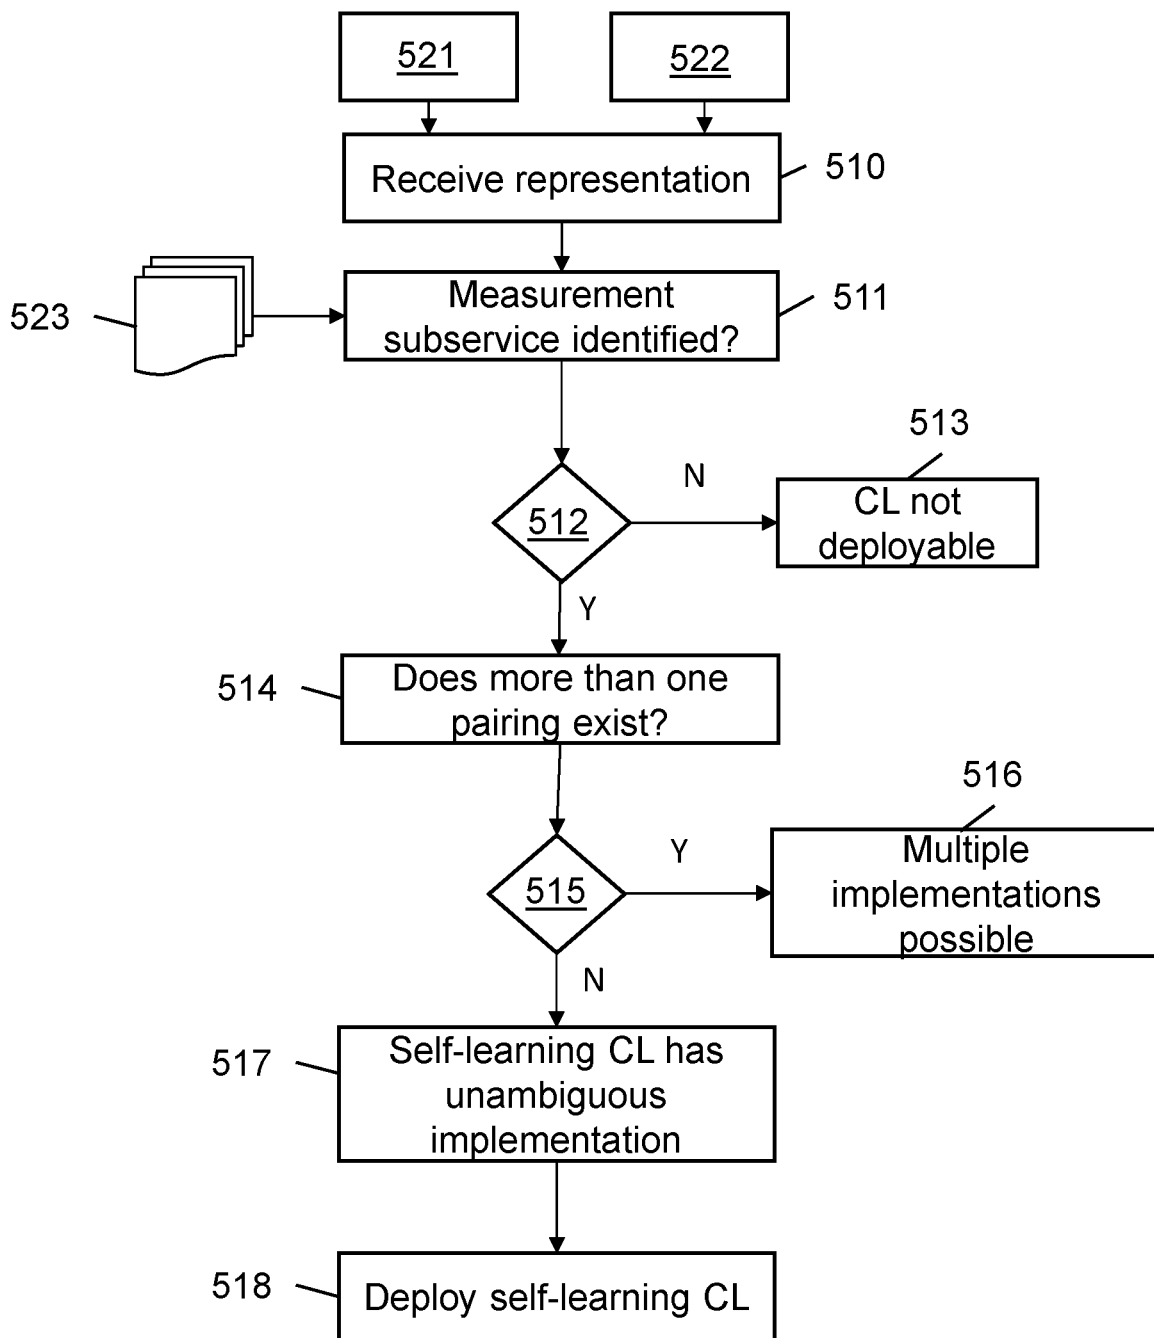 521
522
Receive representation
510
Measurement
subservice identified?
511
523
513
N
CL not
deployable
512
Y
Does more than one
pairing exist?
514
516
Y
Multiple
implementations
possible
515
N
Self-learning CL has
unambiguous
implementation
517
Deploy self-learning CL
518